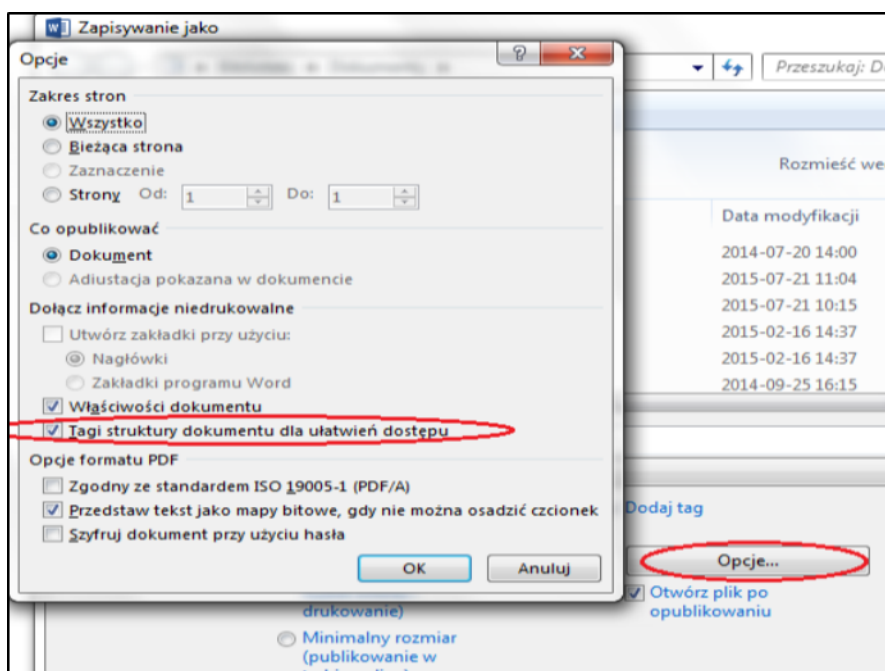 Zapisywanie jako
Opcje
Przeszukaj: D
Zakres stron
Wszystko
Bieżąca strona
Zaznaczenie
Strony Od: 1 Do: 1
Rozmieść we
Co opublikować
Data modyfikacji
Dokument
2014-07-20 14:00
Adiustacja pokazana w dokumencie
2015-07-21 11:04
Dołącz informacje niedrukowalne
2015-07-21 10:15
Utwórz zakładki przy użyciu:
2015-02-16 14:37
Nagłówki
2015-02-16 14:37
Zakładki programu Word
2014-09-25 16:15
Właściwości dokumentu
Tagi struktury dokumentu dla ułatwień dostępu
Opcje formatu PDF
Zgodny ze standardem ISO 19005-1 (PDF/A)
Przedstaw tekst jako mapy bitowe, gdy nie można osadzić czcionek
Dodaj tag
Szyfruj dokument przy użyciu hasła
OK Anuluj
Opcje...
Otwórz plik po
opublikowaniu
drukowanie)
Minimalny rozmiar
(publikowanie w